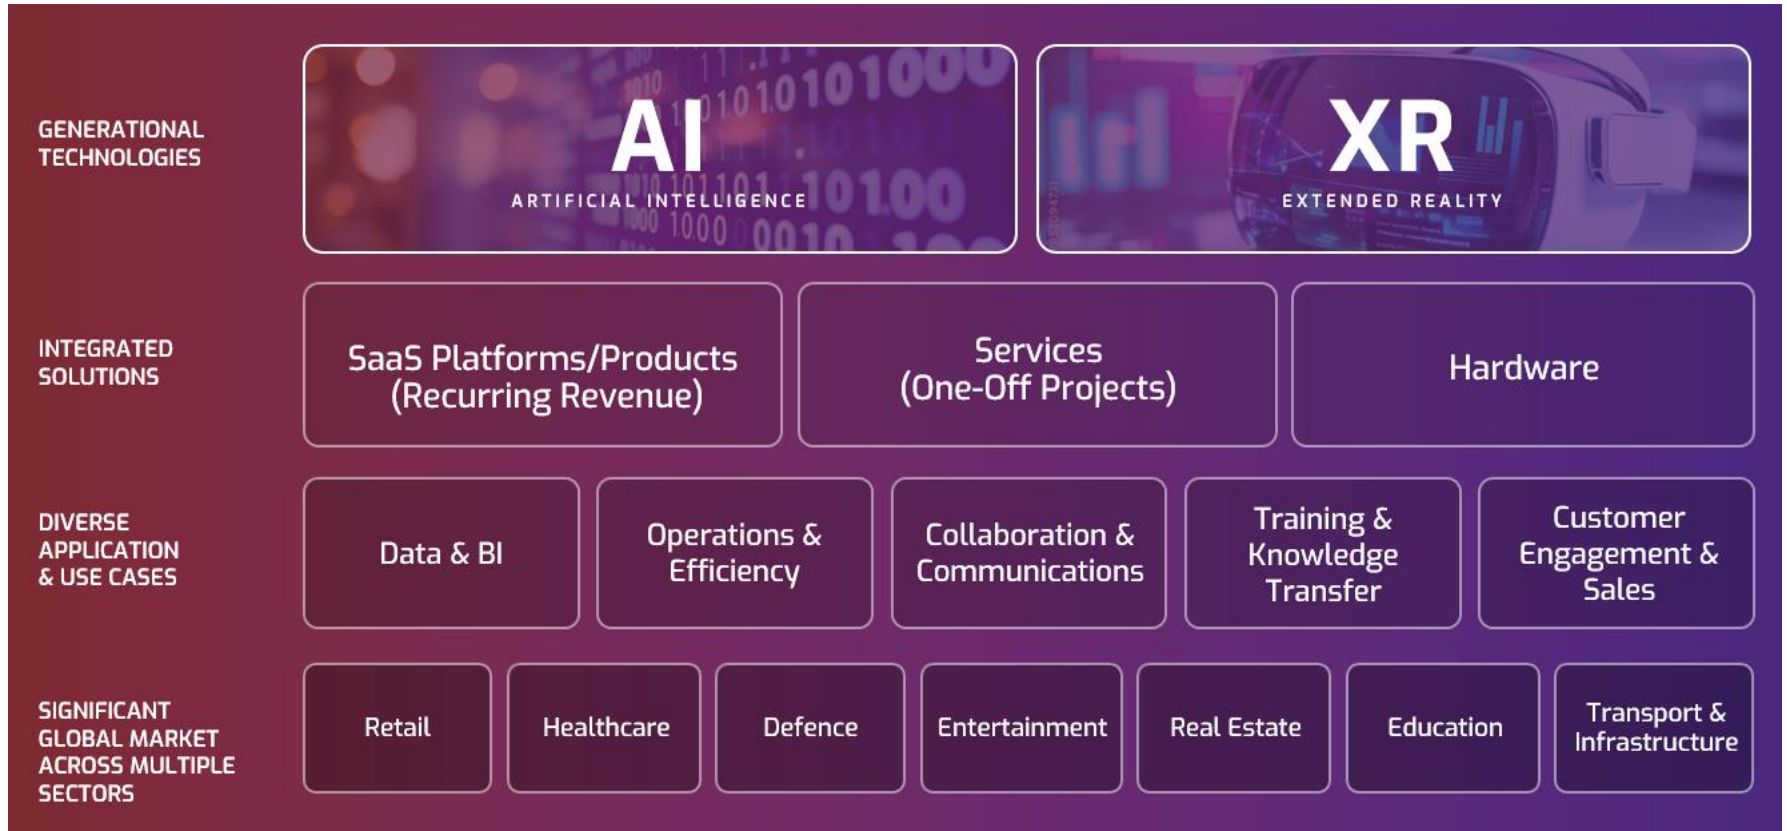 GENERATIONAL
TECHNOLOGIES
AI
ARTIFICIAL INTELLIGENCE
XR
EXTENDED REALITY
INTEGRATED
SOLUTIONS
SaaS Platforms/Products
(Recurring Revenue)
Services
(One-Off Projects)
Hardware
DIVERSE
APPLICATION
& USE CASES
Data & BI
Operations &
Efficiency
Collaboration &
Communications
Training &
Knowledge
Transfer
Customer
Engagement &
Sales
SIGNIFICANT
GLOBAL MARKET
ACROSS MULTIPLE
SECTORS
Retail
Healthcare
Defence
Entertainment
Real Estate
Education
Transport &
Infrastructure